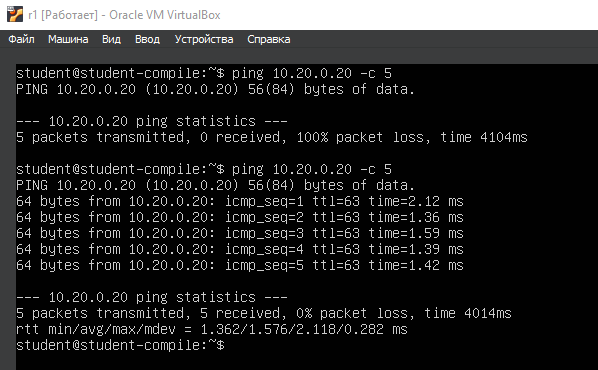 r1 [Работает] - Oracle VM VirtualBox
Файл Машина Вид Ввод Устройства Справка
student@student-compile:~$ ping 10.20.0.20 -c 5
PING 10.20.0.20 (10.20.0.20) 56(84) bytes of data.
--- 10.20.0.20 ping statistics ---
5 packets transmitted, 0 received, 100% packet loss, time 4104ms
student@student-compile:~$ ping 10.20.0.20 -c 5
PING 10.20.0.20 (10.20.0.20) 56(84) bytes of data.
64 bytes from 10.20.0.20: icmp_seq=1 ttl=63 time=2.12 ms
64 bytes from 10.20.0.20: icmp_seq=2 ttl=63 time=1.36 ms
64 bytes from 10.20.0.20: icmp_seq=3 ttl=63 time=1.59 ms
64 bytes from 10.20.0.20: icmp_seq=4 ttl=63 time=1.39 ms
64 bytes from 10.20.0.20: icmp_seq=5 ttl=63 time=1.42 ms
--- 10.20.0.20 ping statistics ---
5 packets transmitted, 5 received, 0% packet loss, time 4014ms
rtt min/avg/max/mdev = 1.362/1.576/2.118/0.282 ms
student@student-compile:~$